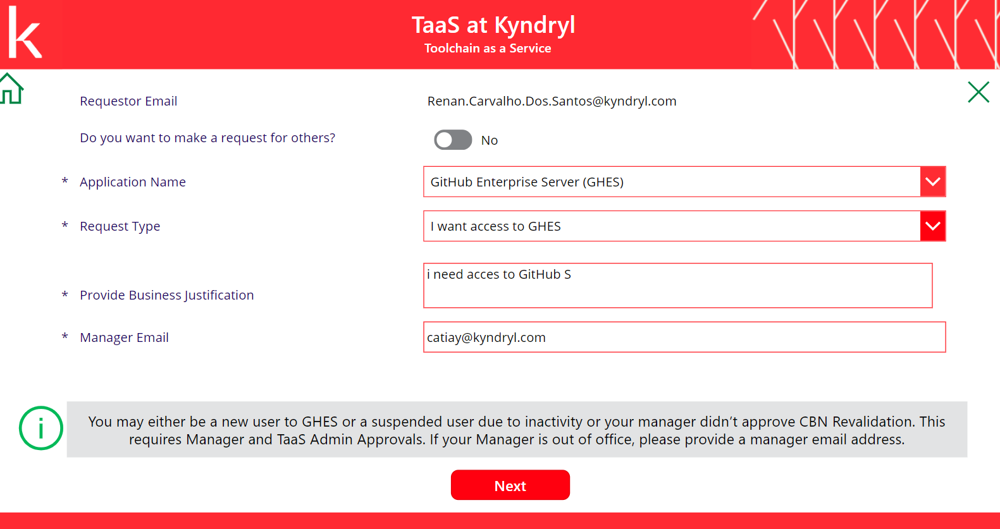 k
TaaS at Kyndryl
Toolchain as a Service
Requestor Email
Renan.Carvalho.Dos.Santos@kyndryl.com
Do you want to make a request for others?
No
* Application Name
GitHub Enterprise Server (GHES)
* Request Type
I want access to GHES
* Provide Business Justification
i need acces to GitHub S
* Manager Email
catiay@kyndryl.com
i
You may either be a new user to GHES or a suspended user due to inactivity or your manager didn’t approve CBN Revalidation. This
requires Manager and TaaS Admin Approvals. If your Manager is out of office, please provide a manager email address.
Next